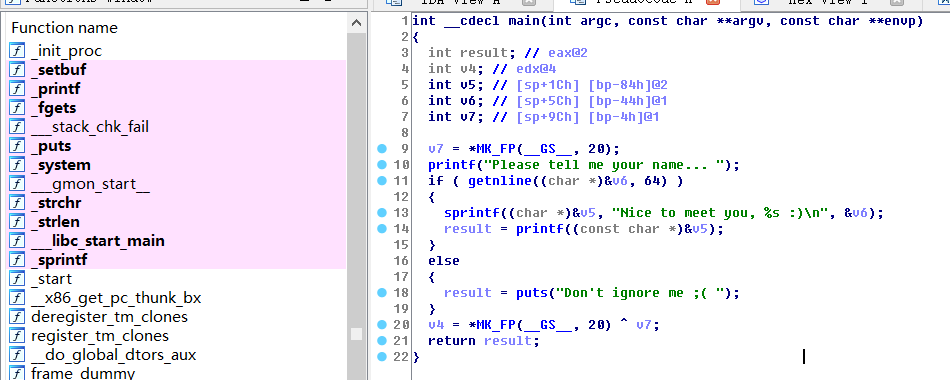 Function name
f _init_proc
f _setbuf
f _printf
f _fgets
f ___stack_chk_fail
f _puts
f _system
f __gmon_start__
f _strchr
f _strlen
f ___libc_start_main
f _sprintf
f _start
f __x86_get_pc_thunk_bx
f deregister_tm_clones
f register_tm_clones
f __do_global_dtors_aux
f frame_dummy
1 int __cdecl main(int argc, const char **argv, const char **envp)
2 {
3 int result; // eax@2
4 int v4; // edx@4
5 int v5; // [sp+1Ch] [bp-84h]@2
6 int v6; // [sp+5Ch] [bp-44h]@1
7 int v7; // [sp+9Ch] [bp-4h]@1
8
9 v7 = *MK_FP(__GS__, 20);
10 printf("Please tell me your name... ");
11 if ( getnline((char *)&v6, 64) )
12 {
13 sprintf((char *)&v5, "Nice to meet you, %s :)\n", &v6);
14 result = printf((const char *)&v5);
15 }
16 else
17 {
18 result = puts("Don't ignore me ;( ");
19 }
20 v4 = *MK_FP(__GS__, 20) ^ v7;
21 return result;
22 }